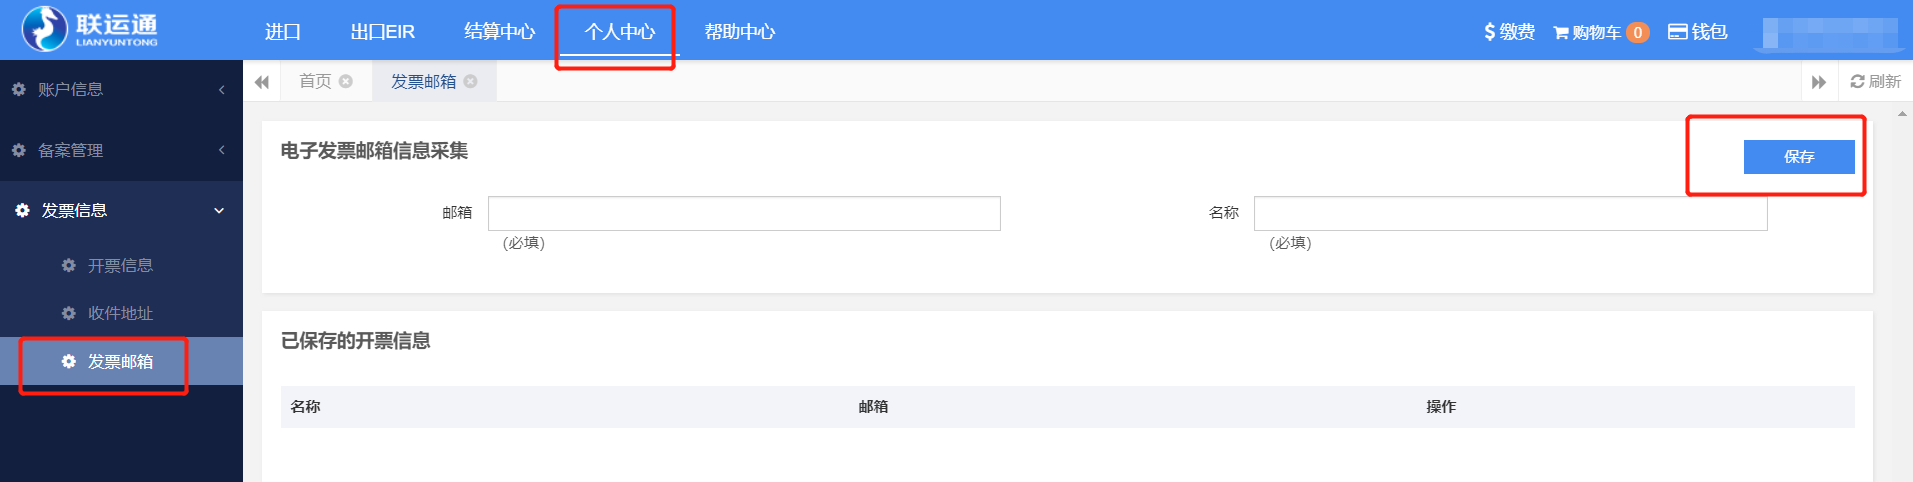 联运通
LIANYUNTONG
进口 出口EIR 结算中心 个人中心 帮助中心 缴费 购物车 0 钱包
账户信息
备案管理
发票信息
开票信息
收件地址
发票邮箱
首页 发票邮箱 刷新
电子发票邮箱信息采集 保存
邮箱 名称
(必填) (必填)
已保存的开票信息
名称 邮箱 操作